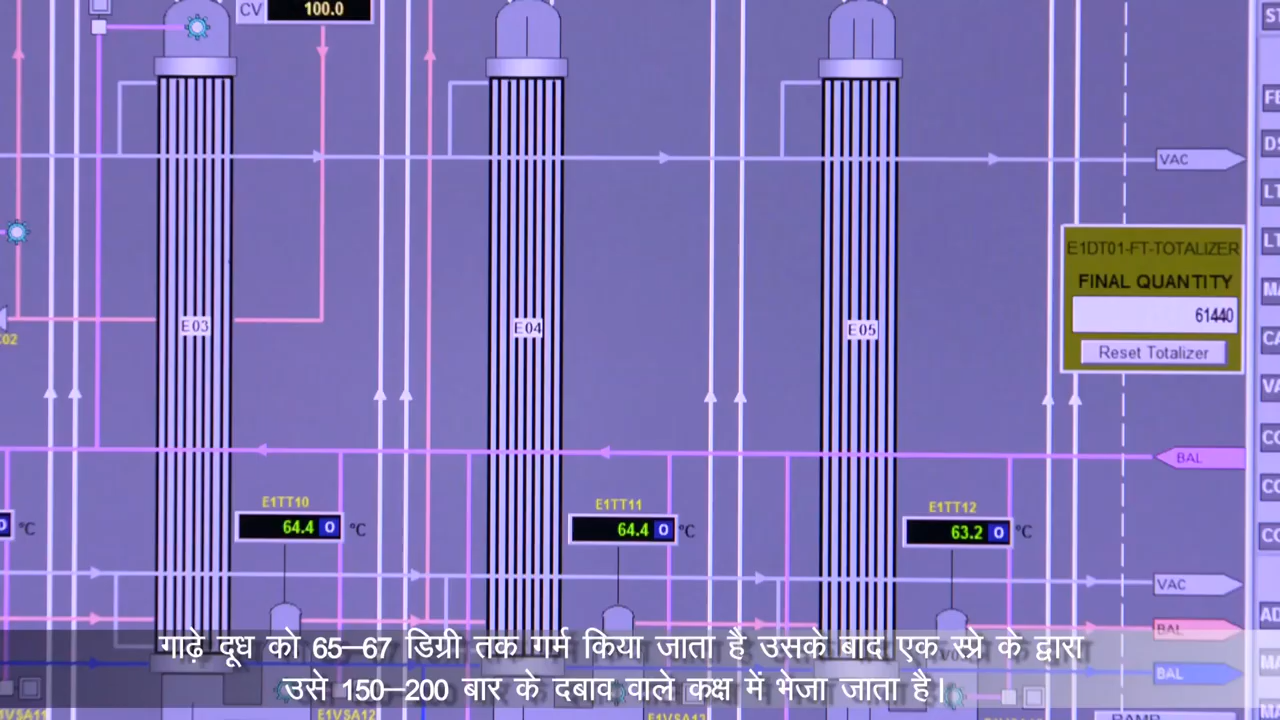 CV 100.0
VAC
E1DT01-FT-TOTALIZER
FINAL QUANTITY
61440
Reset Totalizer
E03
E04
E05
BAL
E1TT10
64.4 O °C
E1TT11
64.4 O °C
E1TT12
63.2 O °C
°C
VAC
BAL
BAL
गाढ़े दूध को 65–67 डिग्री तक गर्म किया जाता है उसके बाद एक स्प्रे के द्वारा
उसे 150–200 बार के दबाव वाले कक्ष में भेजा जाता है।
E1VSA12